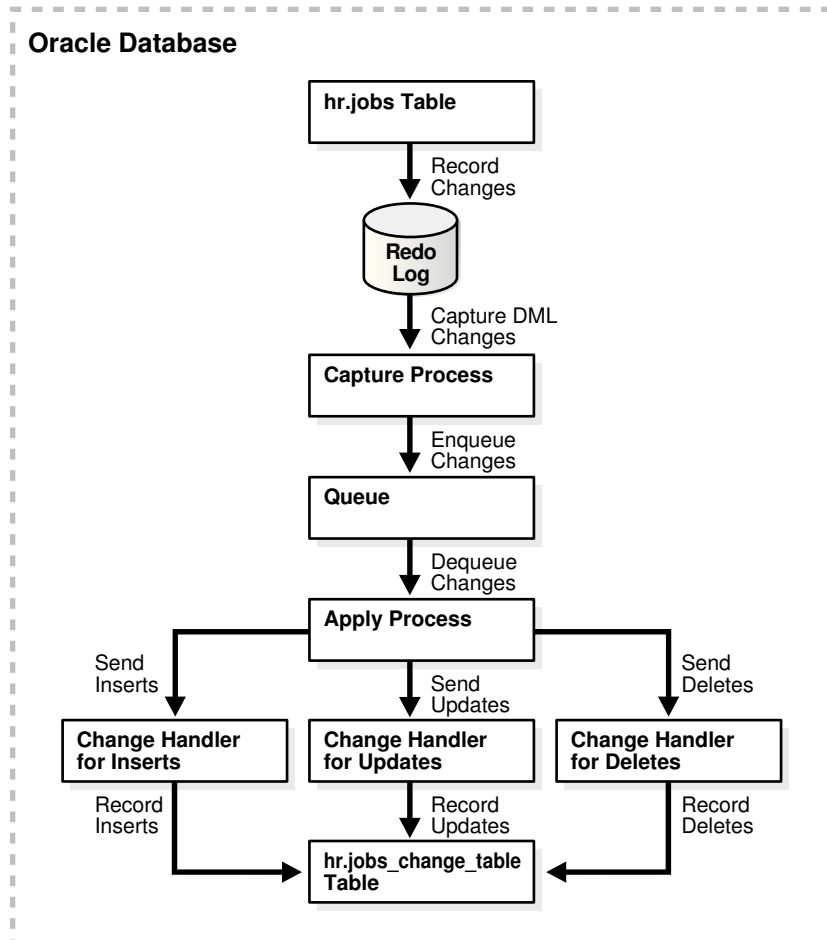 Oracle Database
hr.jobs Table
Record
Changes
Redo
Log
Capture DML
Changes
Capture Process
Enqueue
Changes
Queue
Dequeue
Changes
Apply Process
Send
Inserts
Send
Updates
Send
Deletes
Change Handler
for Inserts
Change Handler
for Updates
Change Handler
for Deletes
Record
Inserts
Record
Updates
Record
Deletes
hr.jobs_change_table
Table